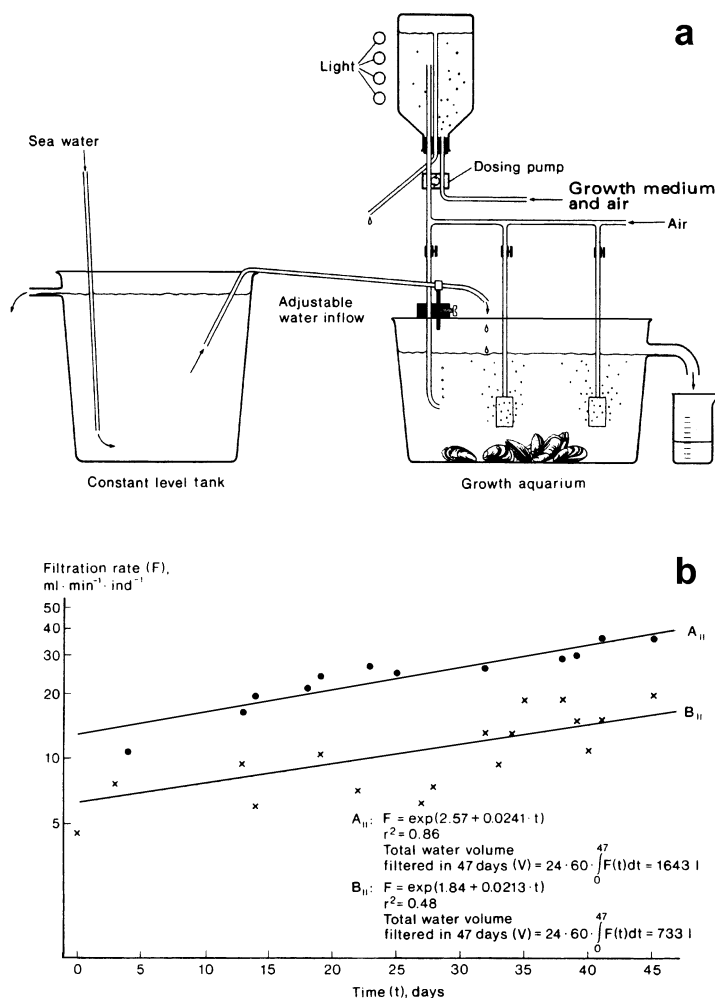 a
Light
Sea water
Dosing pump
Growth medium
and air
Air
Adjustable
water inflow
Constant level tank
Growth aquarium
b
Filtration rate (F),
ml · min⁻¹ · ind⁻¹
50
40
30
20
10
5
A_II
B_II
A_II: F = exp(2.57 + 0.0241 · t)
r² = 0.86
Total water volume
filtered in 47 days (V) = 24 · 60 · ∫₀⁴⁷ F(t)dt = 1643 l
B_II: F = exp(1.84 + 0.0213 · t)
r² = 0.48
Total water volume
filtered in 47 days (V) = 24 · 60 · ∫₀⁴⁷ F(t)dt = 733 l
0 5 10 15 20 25 30 35 40 45
Time (t), days